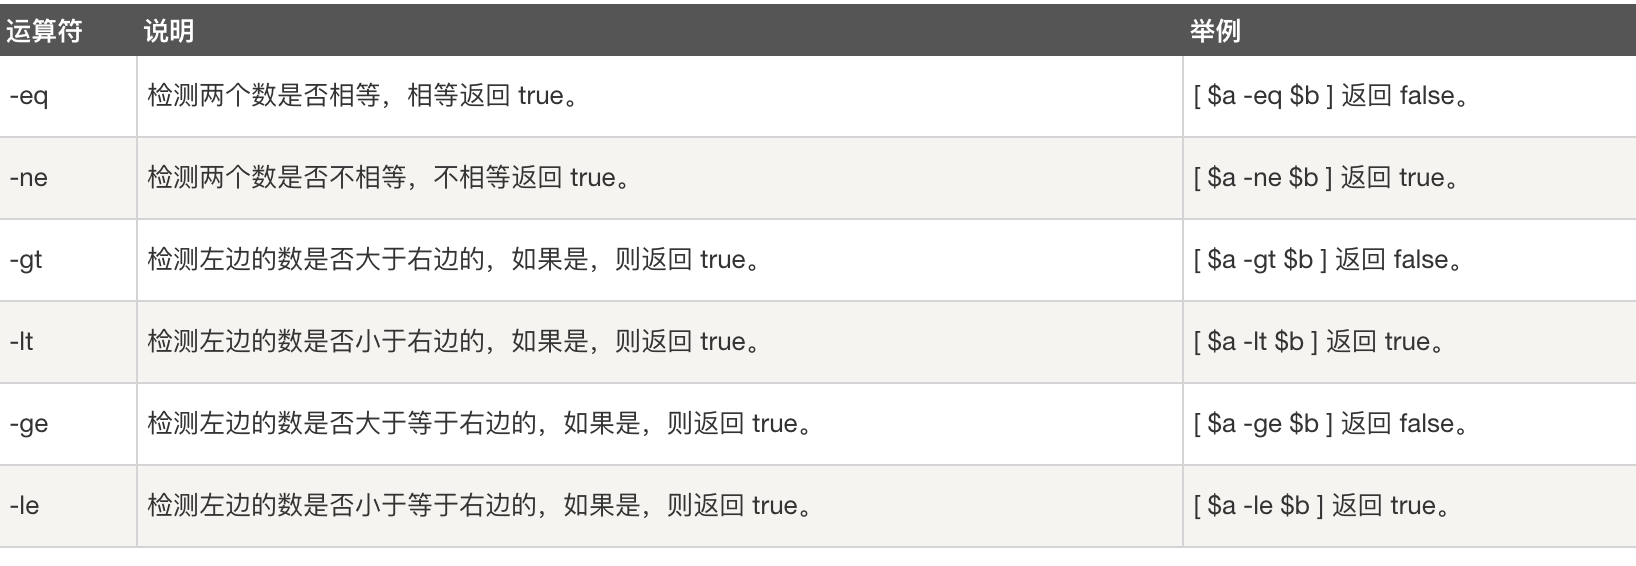 运算符 说明 举例
-eq 检测两个数是否相等，相等返回 true。 [ $a -eq $b ] 返回 false。
-ne 检测两个数是否不相等，不相等返回 true。 [ $a -ne $b ] 返回 true。
-gt 检测左边的数是否大于右边的，如果是，则返回 true。 [ $a -gt $b ] 返回 false。
-lt 检测左边的数是否小于右边的，如果是，则返回 true。 [ $a -lt $b ] 返回 true。
-ge 检测左边的数是否大于等于右边的，如果是，则返回 true。 [ $a -ge $b ] 返回 false。
-le 检测左边的数是否小于等于右边的，如果是，则返回 true。 [ $a -le $b ] 返回 true。